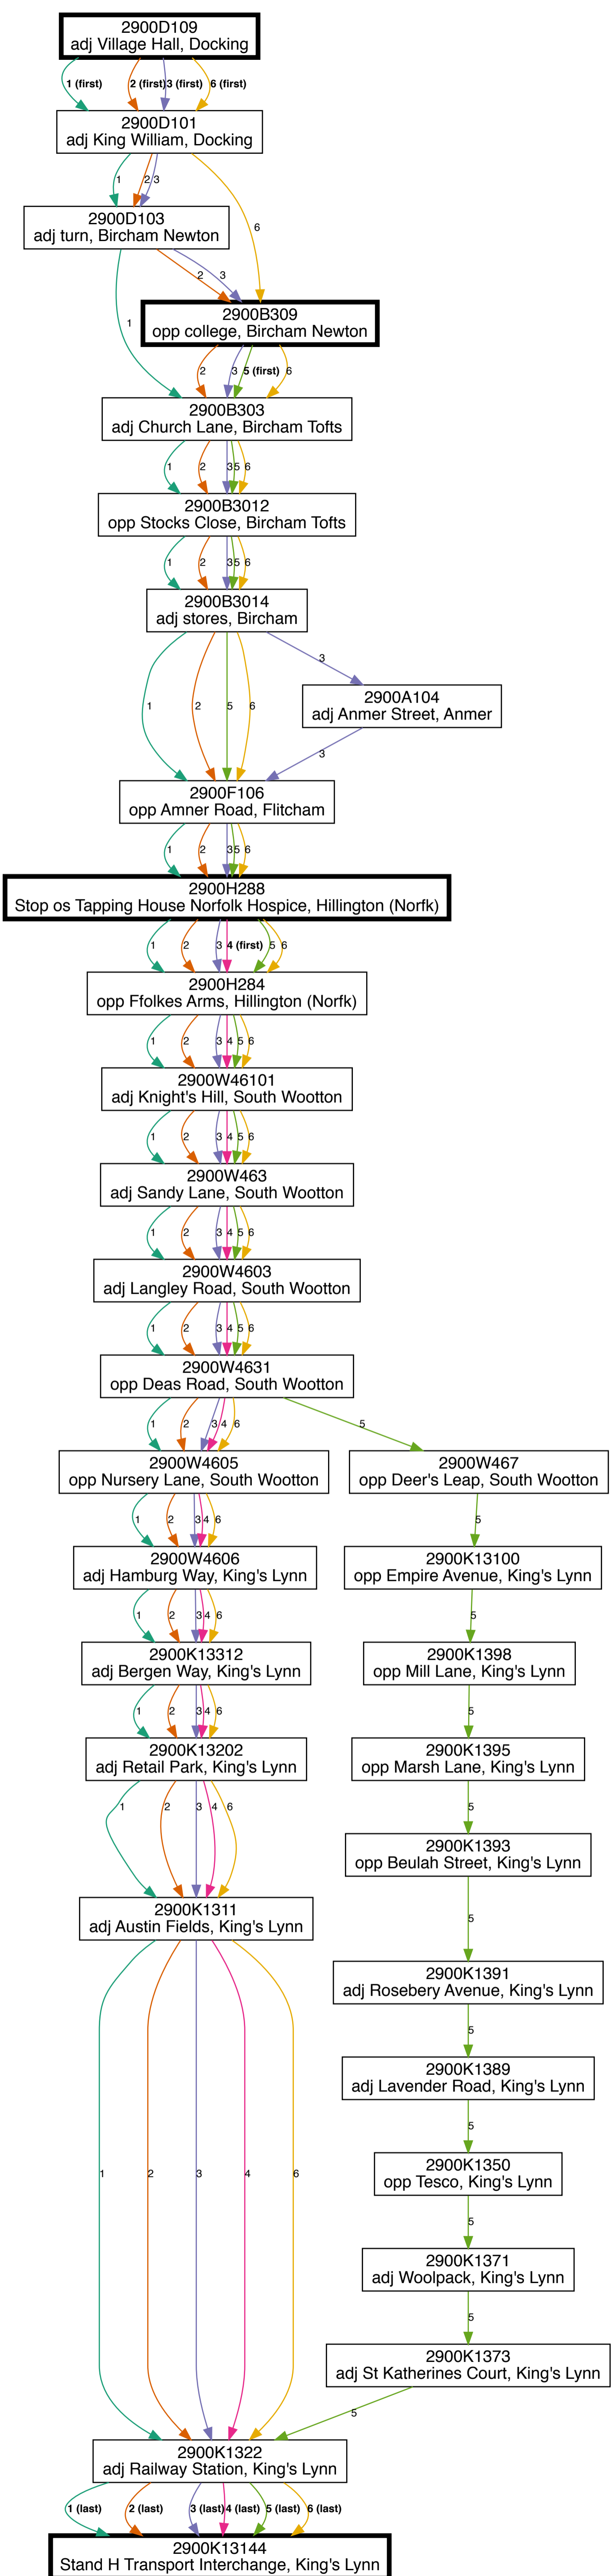 2900D109
adj Village Hall, Docking
1 (first)
2 (first)
3 (first)
6 (first)
2900D101
adj King William, Docking
1
2
3
6
2900D103
adj turn, Bircham Newton
2
3
1
2900B309
opp college, Bircham Newton
2
3
5 (first)
6
2900B303
adj Church Lane, Bircham Tofts
1
2
3
5
6
2900B3012
opp Stocks Close, Bircham Tofts
1
2
3
5
6
2900B3014
adj stores, Bircham
3
1
2
5
6
2900A104
adj Anmer Street, Anmer
3
2900F106
opp Amner Road, Flitcham
1
2
3
5
6
2900H288
Stop os Tapping House Norfolk Hospice, Hillington (Norfk)
1
2
3
4 (first)
5
6
2900H284
opp Ffolkes Arms, Hillington (Norfk)
1
2
3
4
5
6
2900W46101
adj Knight's Hill, South Wootton
1
2
3
4
5
6
2900W463
adj Sandy Lane, South Wootton
1
2
3
4
5
6
2900W4603
adj Langley Road, South Wootton
1
2
3
4
5
6
2900W4631
opp Deas Road, South Wootton
1
2
3
4
6
5
2900W4605
opp Nursery Lane, South Wootton
2900W467
opp Deer's Leap, South Wootton
1
2
3
4
6
5
2900W4606
adj Hamburg Way, King's Lynn
2900K13100
opp Empire Avenue, King's Lynn
1
2
3
4
6
5
2900K13312
adj Bergen Way, King's Lynn
2900K1398
opp Mill Lane, King's Lynn
1
2
3
4
6
5
2900K13202
adj Retail Park, King's Lynn
2900K1395
opp Marsh Lane, King's Lynn
1
2
3
4
6
5
2900K1393
opp Beulah Street, King's Lynn
2900K1311
adj Austin Fields, King's Lynn
5
2900K1391
adj Rosebery Avenue, King's Lynn
5
2900K1389
adj Lavender Road, King's Lynn
5
2900K1350
opp Tesco, King's Lynn
1
2
3
4
6
5
2900K1371
adj Woolpack, King's Lynn
5
2900K1373
adj St Katherines Court, King's Lynn
5
2900K1322
adj Railway Station, King's Lynn
1 (last)
2 (last)
3 (last)
4 (last)
5 (last)
6 (last)
2900K13144
Stand H Transport Interchange, King's Lynn